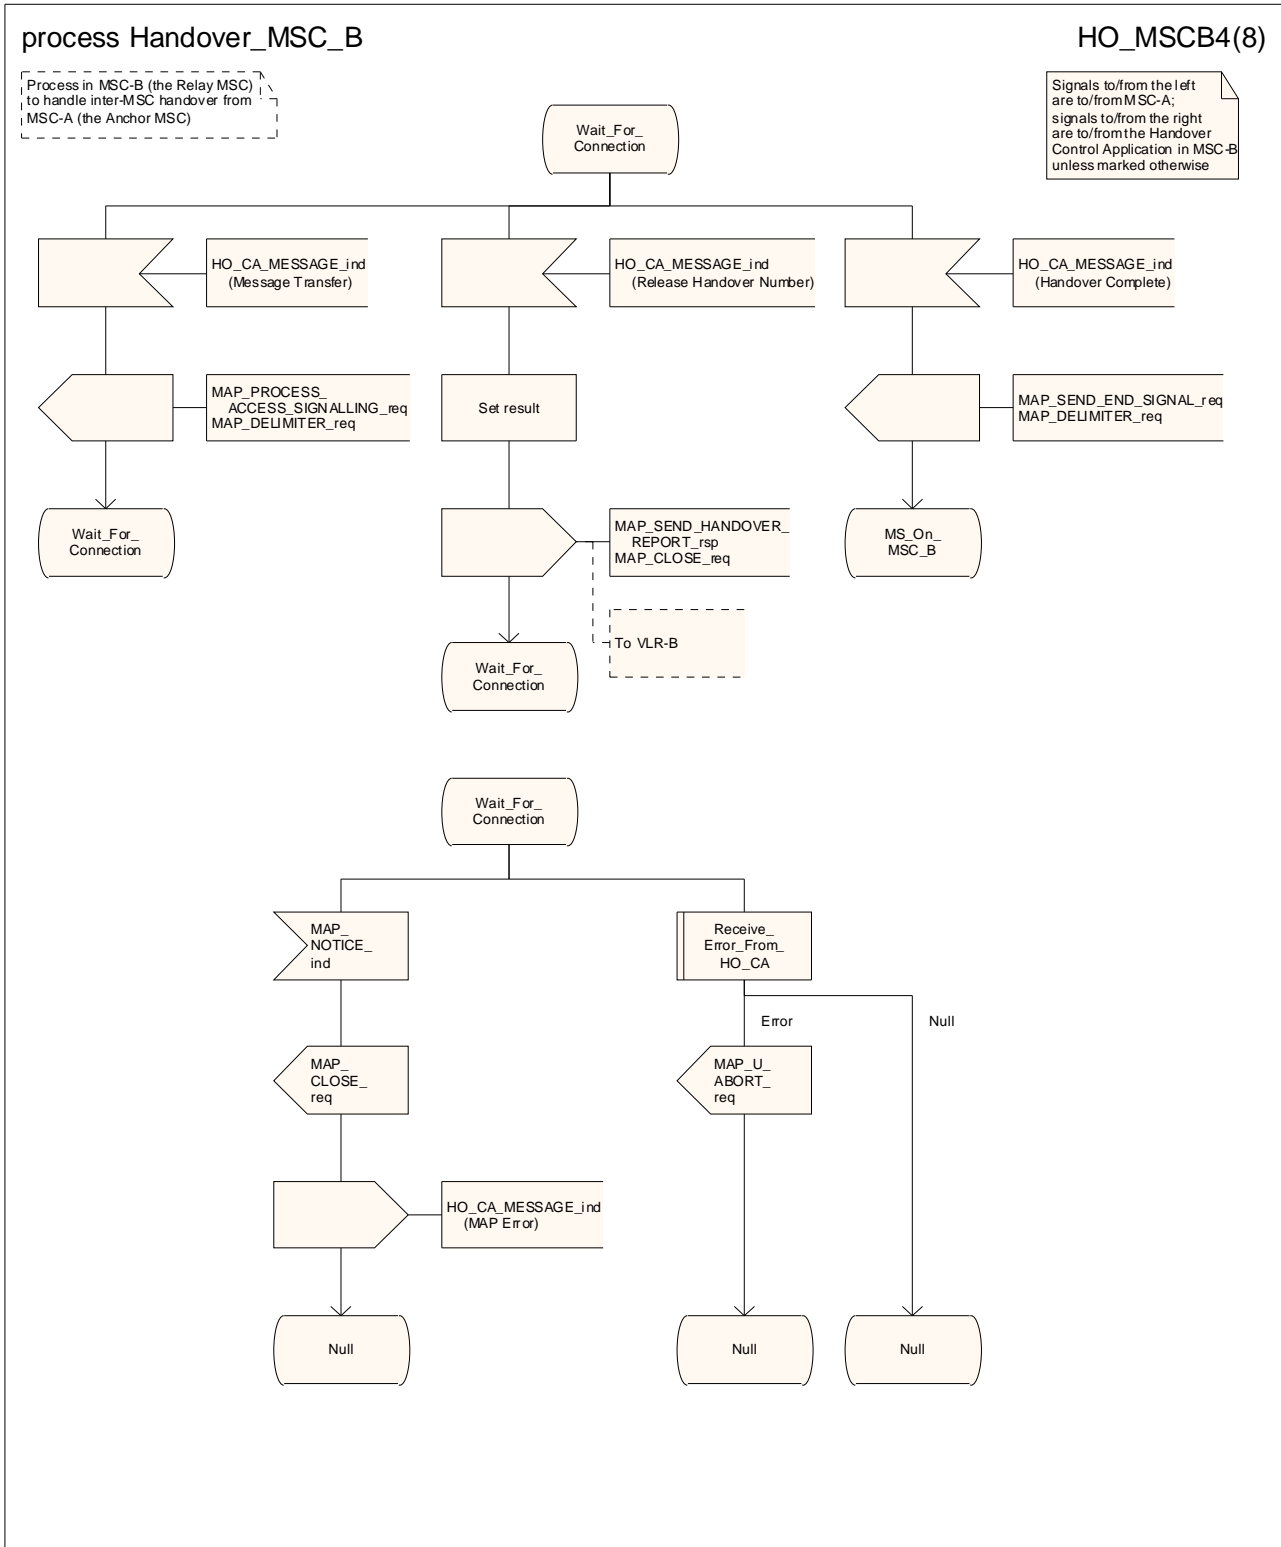 process Handover_MSC_B
HO_MSCB4(8)
Process in MSC-B (the Relay MSC)
to handle inter-MSC handover from
MSC-A (the Anchor MSC)
Signals to/from the left
are to/from MSC-A;
signals to/from the right
are to/from the Handover
Control Application in MSC-B
unless marked otherwise
Wait_For_
Connection
HO_CA_MESSAGE_ind
(Message Transfer)
HO_CA_MESSAGE_ind
(Release Handover Number)
HO_CA_MESSAGE_ind
(Handover Complete)
MAP_PROCESS_
ACCESS_SIGNALLING_req
MAP_DELIMITER_req
Set result
MAP_SEND_END_SIGNAL_req
MAP_DELIMITER_req
Wait_For_
Connection
MAP_SEND_HANDOVER_
REPORT_rsp
MAP_CLOSE_req
MS_On_
MSC_B
To VLR-B
Wait_For_
Connection
Wait_For_
Connection
MAP_
NOTICE_
ind
Receive_
Error_From_
HO_CA
Error
Null
MAP_
CLOSE_
req
MAP_U_
ABORT_
req
HO_CA_MESSAGE_ind
(MAP Error)
Null
Null
Null